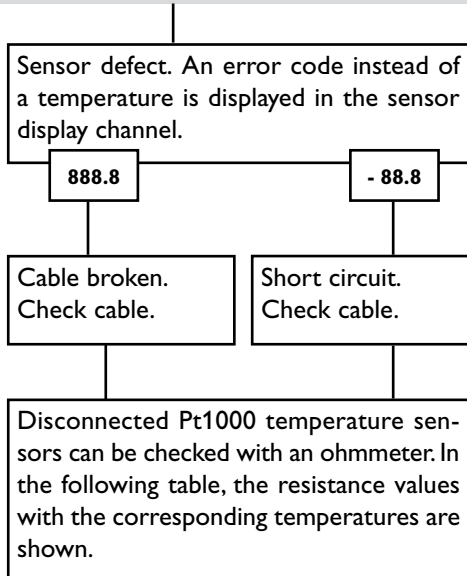 Sensor defect. An error code instead of
a temperature is displayed in the sensor
display channel.
888.8
- 88.8
Cable broken.
Check cable.
Short circuit.
Check cable.
Disconnected Pt1000 temperature sen-
sors can be checked with an ohmmeter. In
the following table, the resistance values
with the corresponding temperatures are
shown.